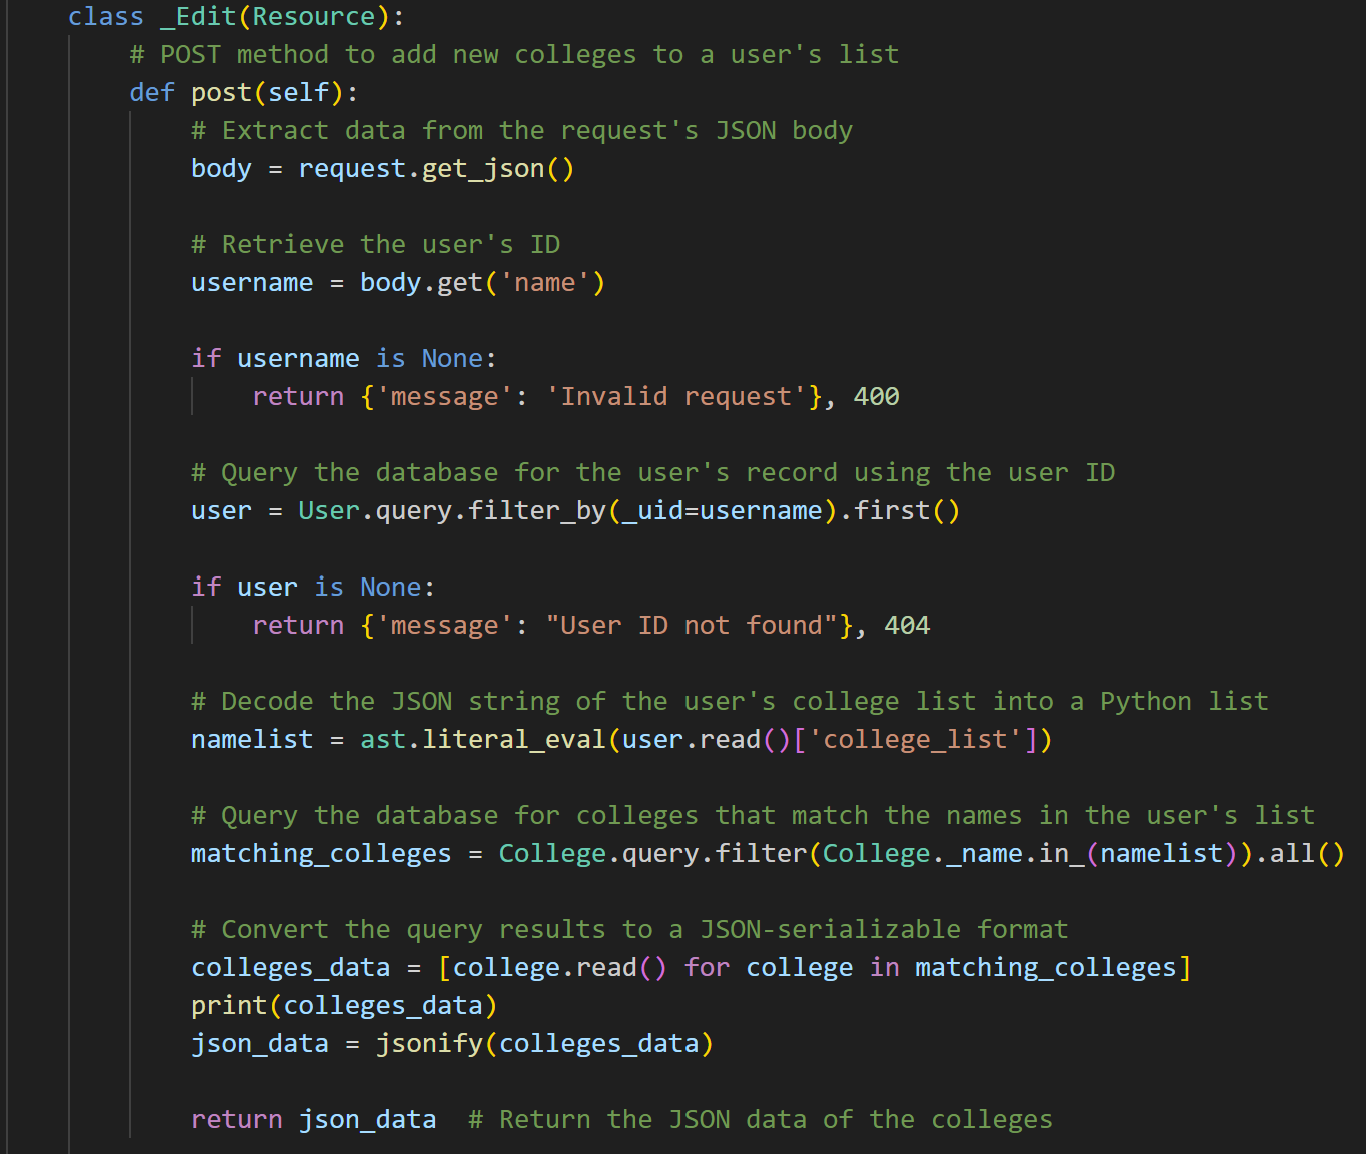 class _Edit(Resource):
# POST method to add new colleges to a user's list
def post(self):
# Extract data from the request's JSON body
body = request.get_json()
# Retrieve the user's ID
username = body.get('name')
if username is None:
return {'message': 'Invalid request'}, 400
# Query the database for the user's record using the user ID
user = User.query.filter_by(_uid=username).first()
if user is None:
return {'message': "User ID not found"}, 404
# Decode the JSON string of the user's college list into a Python list
namelist = ast.literal_eval(user.read()['college_list'])
# Query the database for colleges that match the names in the user's list
matching_colleges = College.query.filter(College._name.in_(namelist)).all()
# Convert the query results to a JSON-serializable format
colleges_data = [college.read() for college in matching_colleges]
print(colleges_data)
json_data = jsonify(colleges_data)
return json_data  # Return the JSON data of the colleges